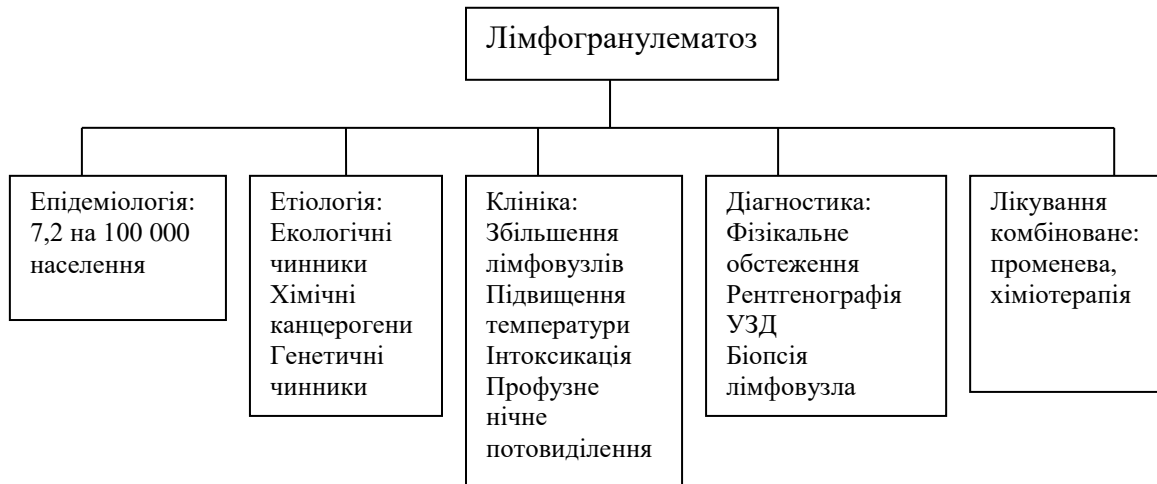 Лімфогранулематоз
Епідеміологія:
7,2 на 100 000
населення
Етіологія:
Екологічні
чинники
Хімічні
канцерогени
Генетичні
чинники
Клініка:
Збільшення
лімфовузлів
Підвищення
температури
Інтоксикація
Профузне
нічне
потовиділення
Діагностика:
Фізікальне
обстеження
Рентгенографія
УЗД
Біопсія
лімфовузла
Лікування
комбіноване:
променева,
хіміотерапія